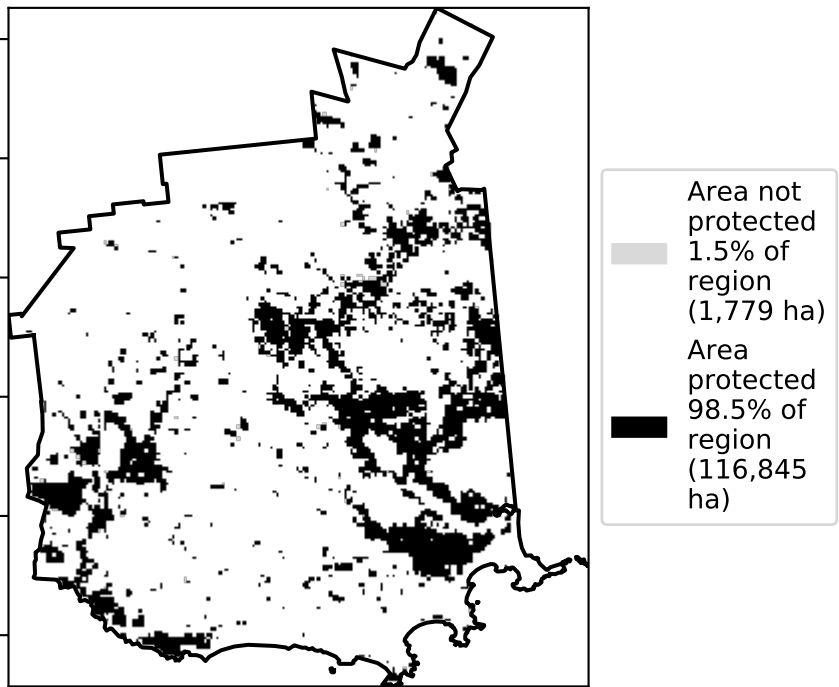 Area not
protected
1.5% of
region
(1,779 ha)
Area
protected
98.5% of
region
(116,845
ha)